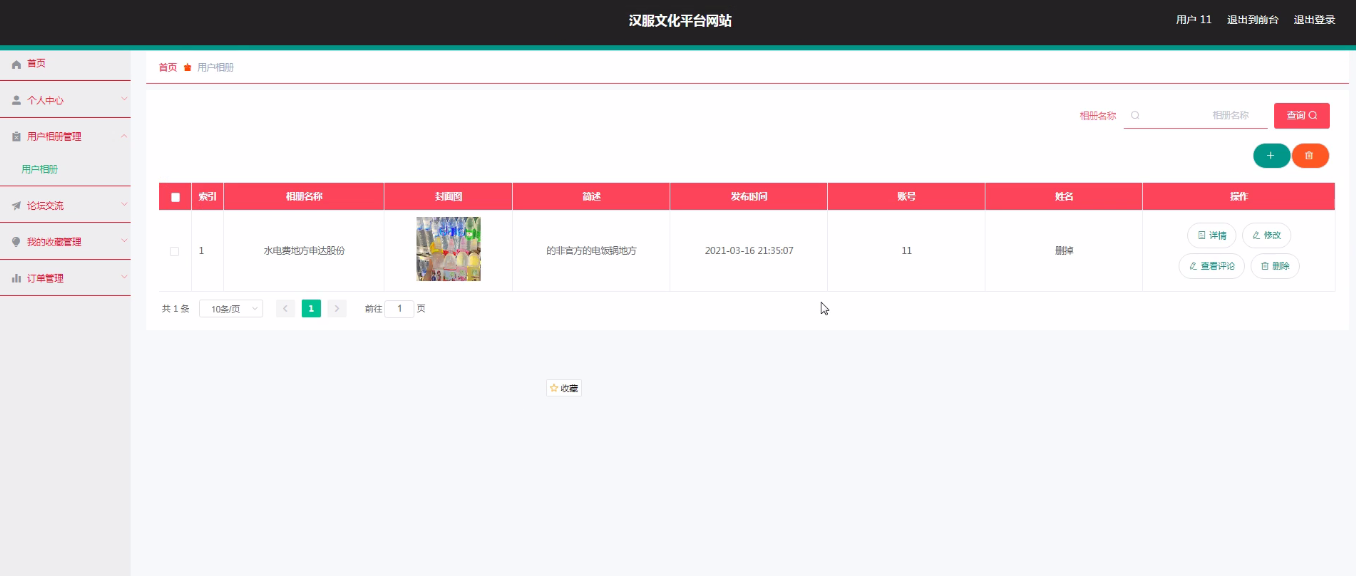 汉服文化平台网站
用户 11 退出到前台 退出登录
首页
个人中心
用户相册管理
用户相册
论坛交流
我的收藏管理
订单管理
首页 用户相册
相册名称 相册名称 查询
索引 相册名称 封面图 简述 发布时间 账号 姓名 操作
1 水电费地方申达股份 的非官方的电饭锅地方 2021-03-16 21:35:07 11 删掉
详情 修改
查看评论 删除
共 1 条 10条/页 1 前往 1 页
收藏